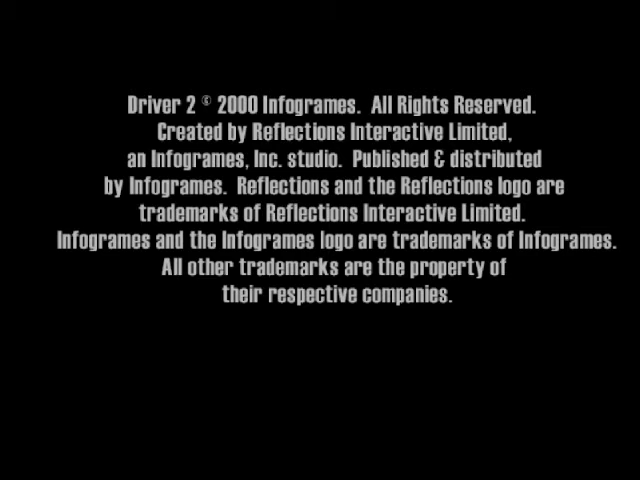 Driver 2 © 2000 Infogrames.  All Rights Reserved.
Created by Reflections Interactive Limited,
an Infogrames, Inc. studio.  Published & distributed
by Infogrames.  Reflections and the Reflections logo are
trademarks of Reflections Interactive Limited.
Infogrames and the Infogrames logo are trademarks of Infogrames.
All other trademarks are the property of
their respective companies.